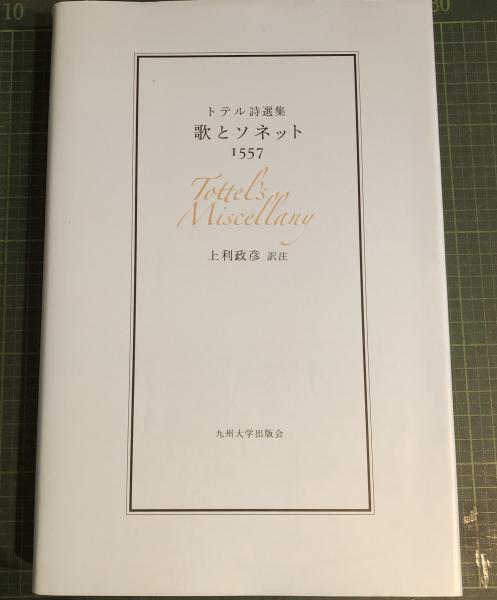 10
30
トテル詩選集
歌とソネット
1557
Tottel's
Miscellany
上利政彦 訳注
九州大学出版会